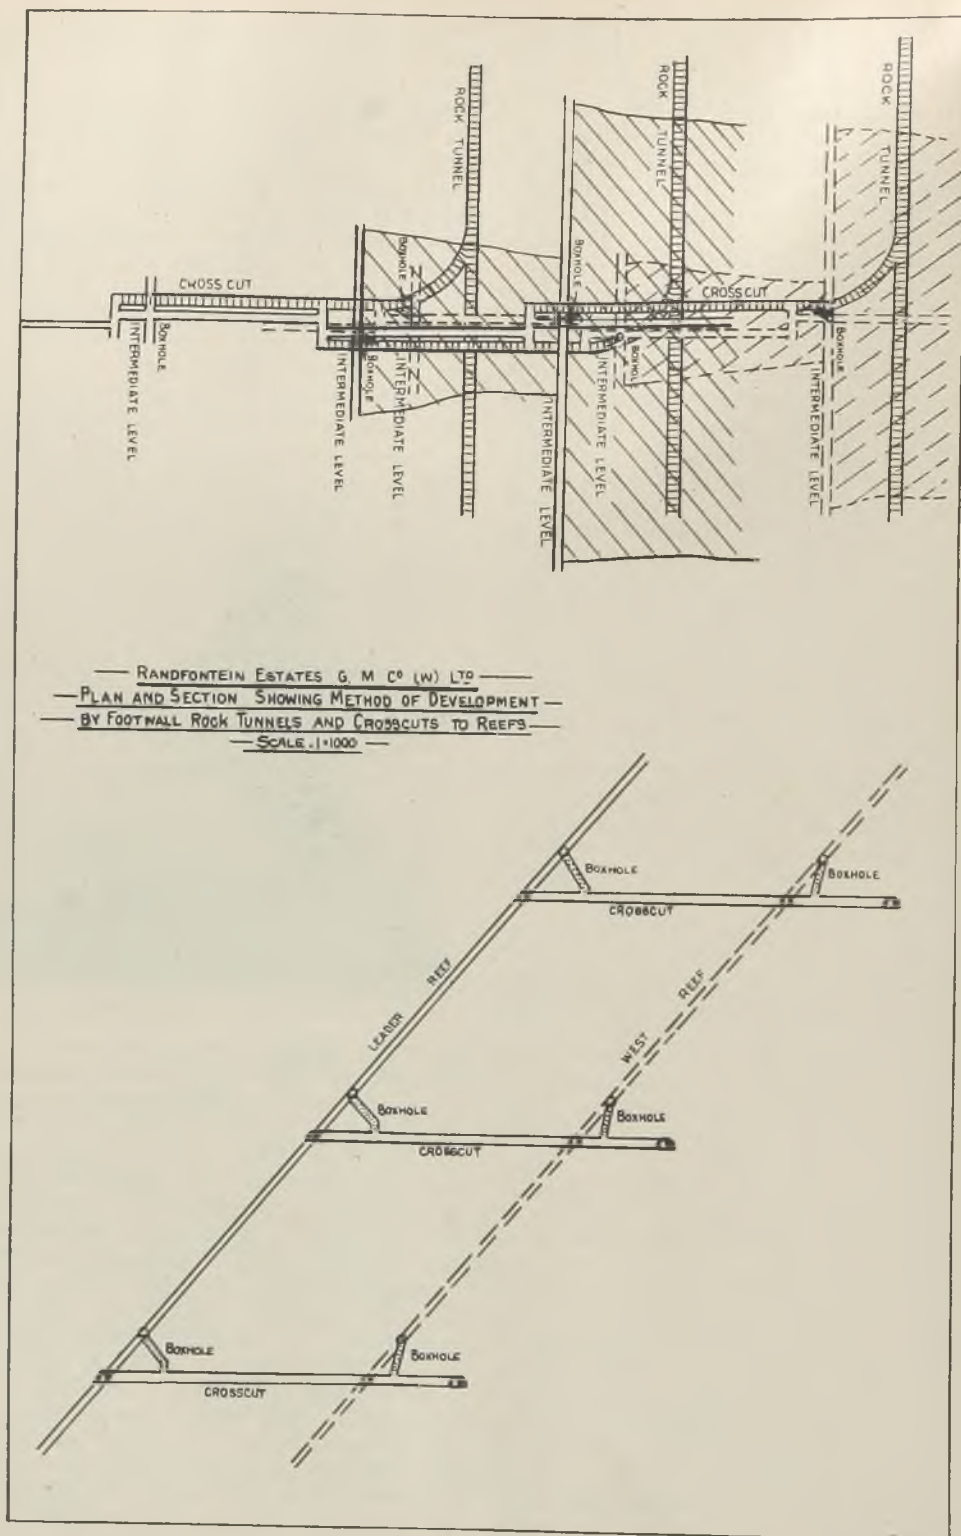 ROCK TUNNEL
ROCK TUNNEL
ROCK TUNNEL
CROSS CUT
BOXHOLE
BOXHOLE
CROSSCUT
INTERMEDIATE LEVEL
BOXHOLE
INTERMEDIATE LEVEL
BOXHOLE
INTERMEDIATE LEVEL
INTERMEDIATE LEVEL
INTERMEDIATE LEVEL
BOXHOLE
INTERMEDIATE LEVEL
BOXHOLE
RANDFONTEIN ESTATES G. M Cº (W) LTD
PLAN AND SECTION SHOWING METHOD OF DEVELOPMENT
BY FOOTWALL ROCK TUNNELS AND CROSSCUTS TO REEFS
SCALE. 1:1000
BOXHOLE
BOXHOLE
CROSSCUT
LEADER REEF
WEST REEF
BOXHOLE
BOXHOLE
CROSSCUT
BOXHOLE
BOXHOLE
CROSSCUT